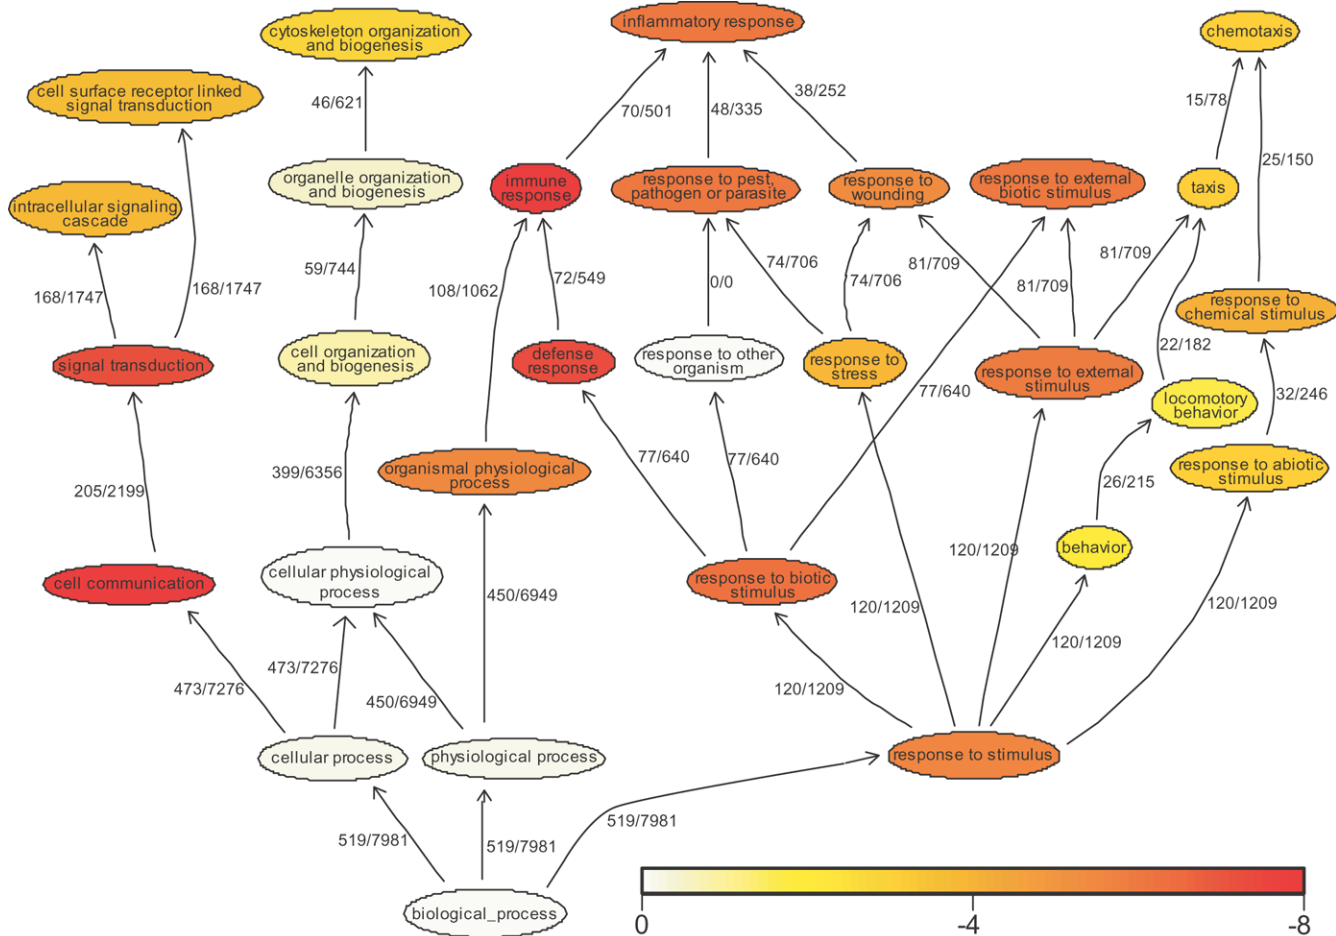 cytoskeleton organization
and biogenesis
inflammatory response
chemotaxis
cell surface receptor linked
signal transduction
46/621
70/501
48/335
38/252
15/78
25/150
intracellular signaling
cascade
organelle organization
and biogenesis
immune
response
response to pest,
pathogen or parasite
response to
wounding
response to external
biotic stimulus
taxis
168/1747
168/1747
59/744
108/1062
72/549
0/0
74/706
74/706
81/709
81/709
81/709
response to
chemical stimulus
signal transduction
cell organization
and biogenesis
defense
response
response to other
organism
response to
stress
response to external
stimulus
22/182
locomotory
behavior
32/246
205/2199
399/6356
organismal physiological
process
77/640
77/640
77/640
26/215
response to abiotic
stimulus
cell communication
cellular physiological
process
450/6949
response to biotic
stimulus
120/1209
120/1209
behavior
120/1209
120/1209
473/7276
473/7276
450/6949
120/1209
cellular process
physiological process
response to stimulus
519/7981
519/7981
519/7981
biological_process
0
-4
-8